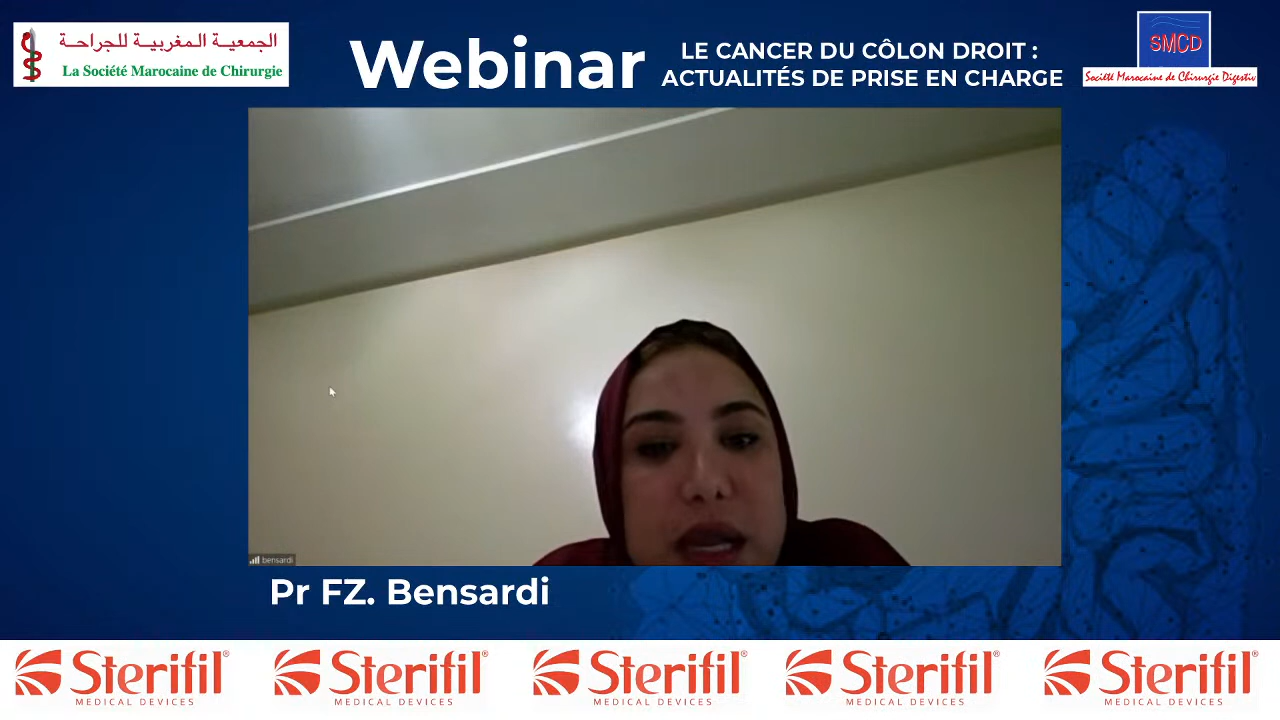 الجمعية المغربية للجراحة
La Société Marocaine de Chirurgie
Webinar
LE CANCER DU CÔLON DROIT :
ACTUALITÉS DE PRISE EN CHARGE
SMCD
Société Marocaine de Chirurgie Digestiv
bensardi
Pr FZ. Bensardi
Sterifil®
MEDICAL DEVICES
Sterifil®
MEDICAL DEVICES
Sterifil®
MEDICAL DEVICES
Sterifil®
MEDICAL DEVICES
Sterifil®
MEDICAL DEVICES